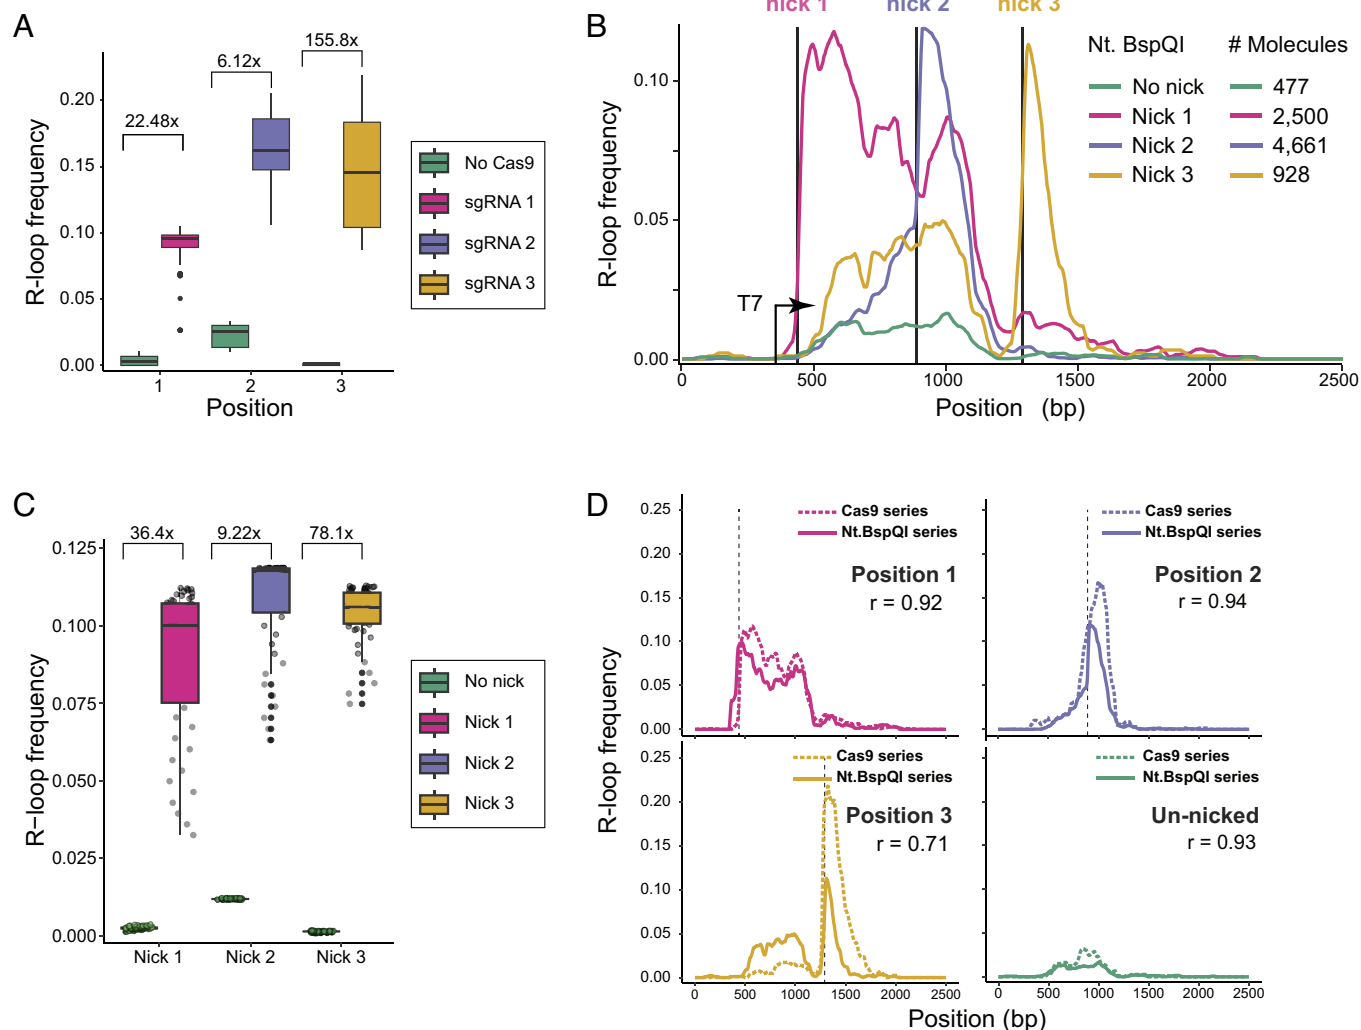 A
R-loop frequency
0.20
0.15
0.10
0.05
0.00
22.48x
6.12x
155.8x
1
2
3
Position
No Cas9
sgRNA 1
sgRNA 2
sgRNA 3
B
nick 1
nick 2
nick 3
R-loop frequency
0.10
0.05
0.00
T7
Nt. BspQI
# Molecules
No nick
477
Nick 1
2,500
Nick 2
4,661
Nick 3
928
0
500
1000
1500
2000
2500
Position (bp)
C
R−loop frequency
0.125
0.100
0.075
0.050
0.025
0.000
36.4x
9.22x
78.1x
Nick 1
Nick 2
Nick 3
No nick
Nick 1
Nick 2
Nick 3
D
R-loop frequency
0.25
0.20
0.15
0.10
0.05
0.00
Cas9 series
Nt.BspQI series
Position 1
r = 0.92
Cas9 series
Nt.BspQI series
Position 2
r = 0.94
0.25
0.20
0.15
0.10
0.05
0.00
Cas9 series
Nt.BspQI series
Position 3
r = 0.71
Cas9 series
Nt.BspQI series
Un-nicked
r = 0.93
0
500
1000
1500
2000
2500
0
500
1000
1500
2000
2500
Position (bp)